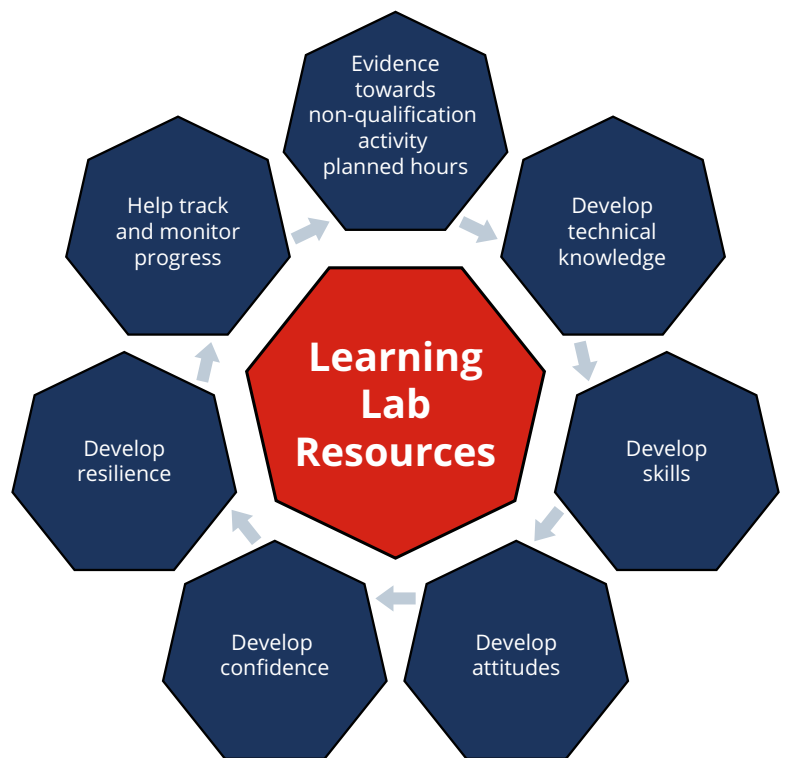 Evidence
towards
non-qualification
activity
planned hours
Develop
technical
knowledge
Develop
skills
Develop
attitudes
Develop
confidence
Develop
resilience
Help track
and monitor
progress
Learning
Lab
Resources